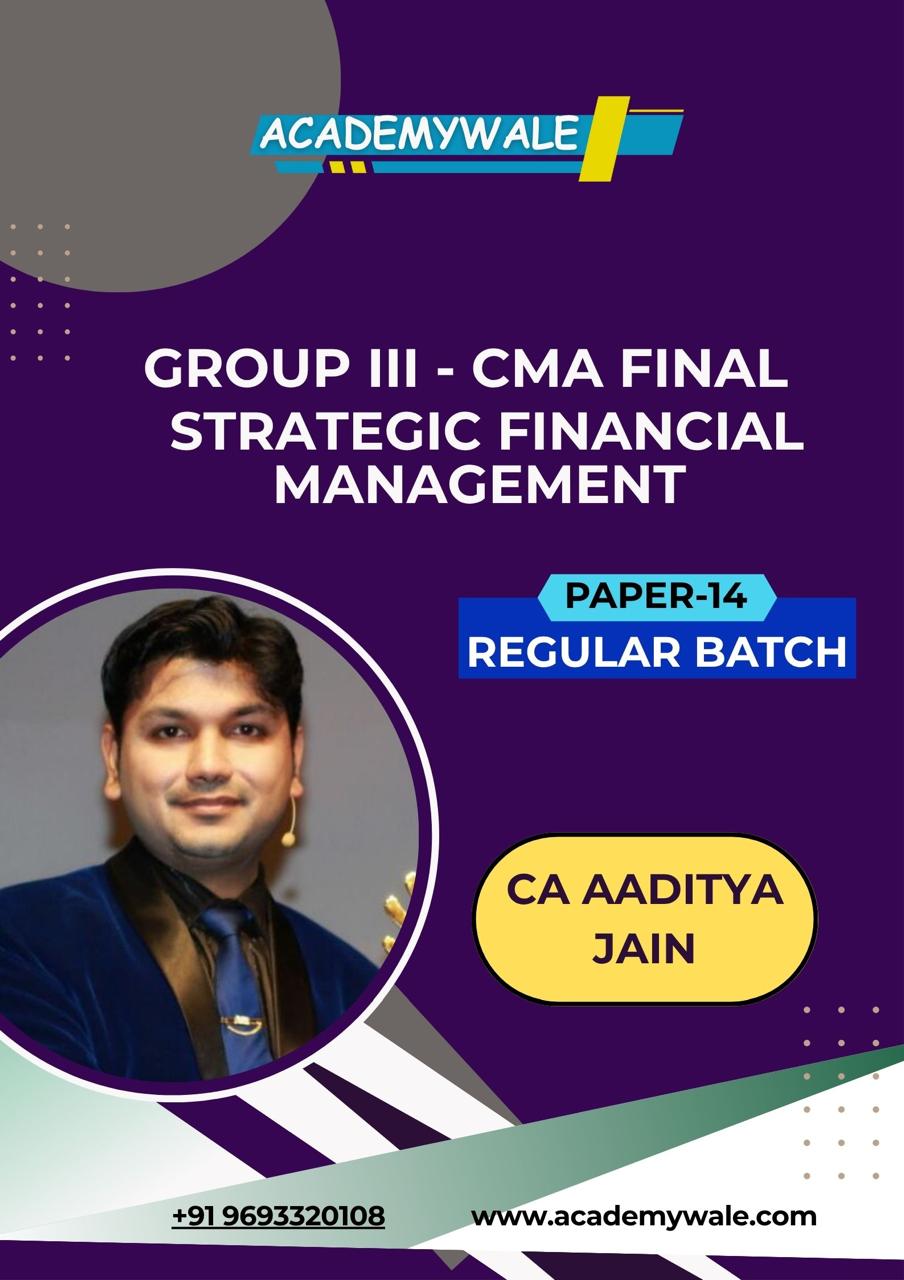 ACADEMYWALE
GROUP III - CMA FINAL
STRATEGIC FINANCIAL
MANAGEMENT
PAPER-14
REGULAR BATCH
CA AADITYA
JAIN
+91 9693320108
www.academywale.com